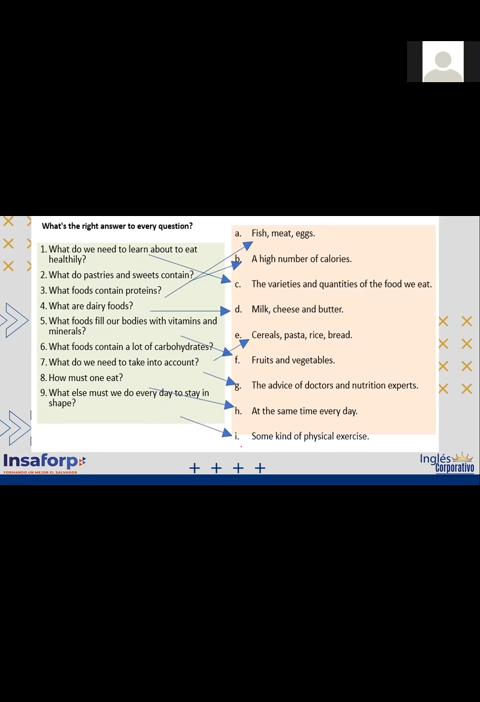 What's the right answer to every question?
1. What do we need to learn about to eat
healthily?
2. What do pastries and sweets contain?
3. What foods contain proteins?
4. What are dairy foods?
5. What foods fill our bodies with vitamins and
minerals?
6. What foods contain a lot of carbohydrates?
7. What do we need to take into account?
8. How must one eat?
9. What else must we do every day to stay in
shape?
a. Fish, meat, eggs.
b. A high number of calories.
c. The varieties and quantities of the food we eat.
d. Milk, cheese and butter.
e. Cereals, pasta, rice, bread.
f. Fruits and vegetables.
g. The advice of doctors and nutrition experts.
h. At the same time every day.
i. Some kind of physical exercise.
Insaforp
FORMANDO UN MEJOR EL SALVADOR
Inglés
Corporativo